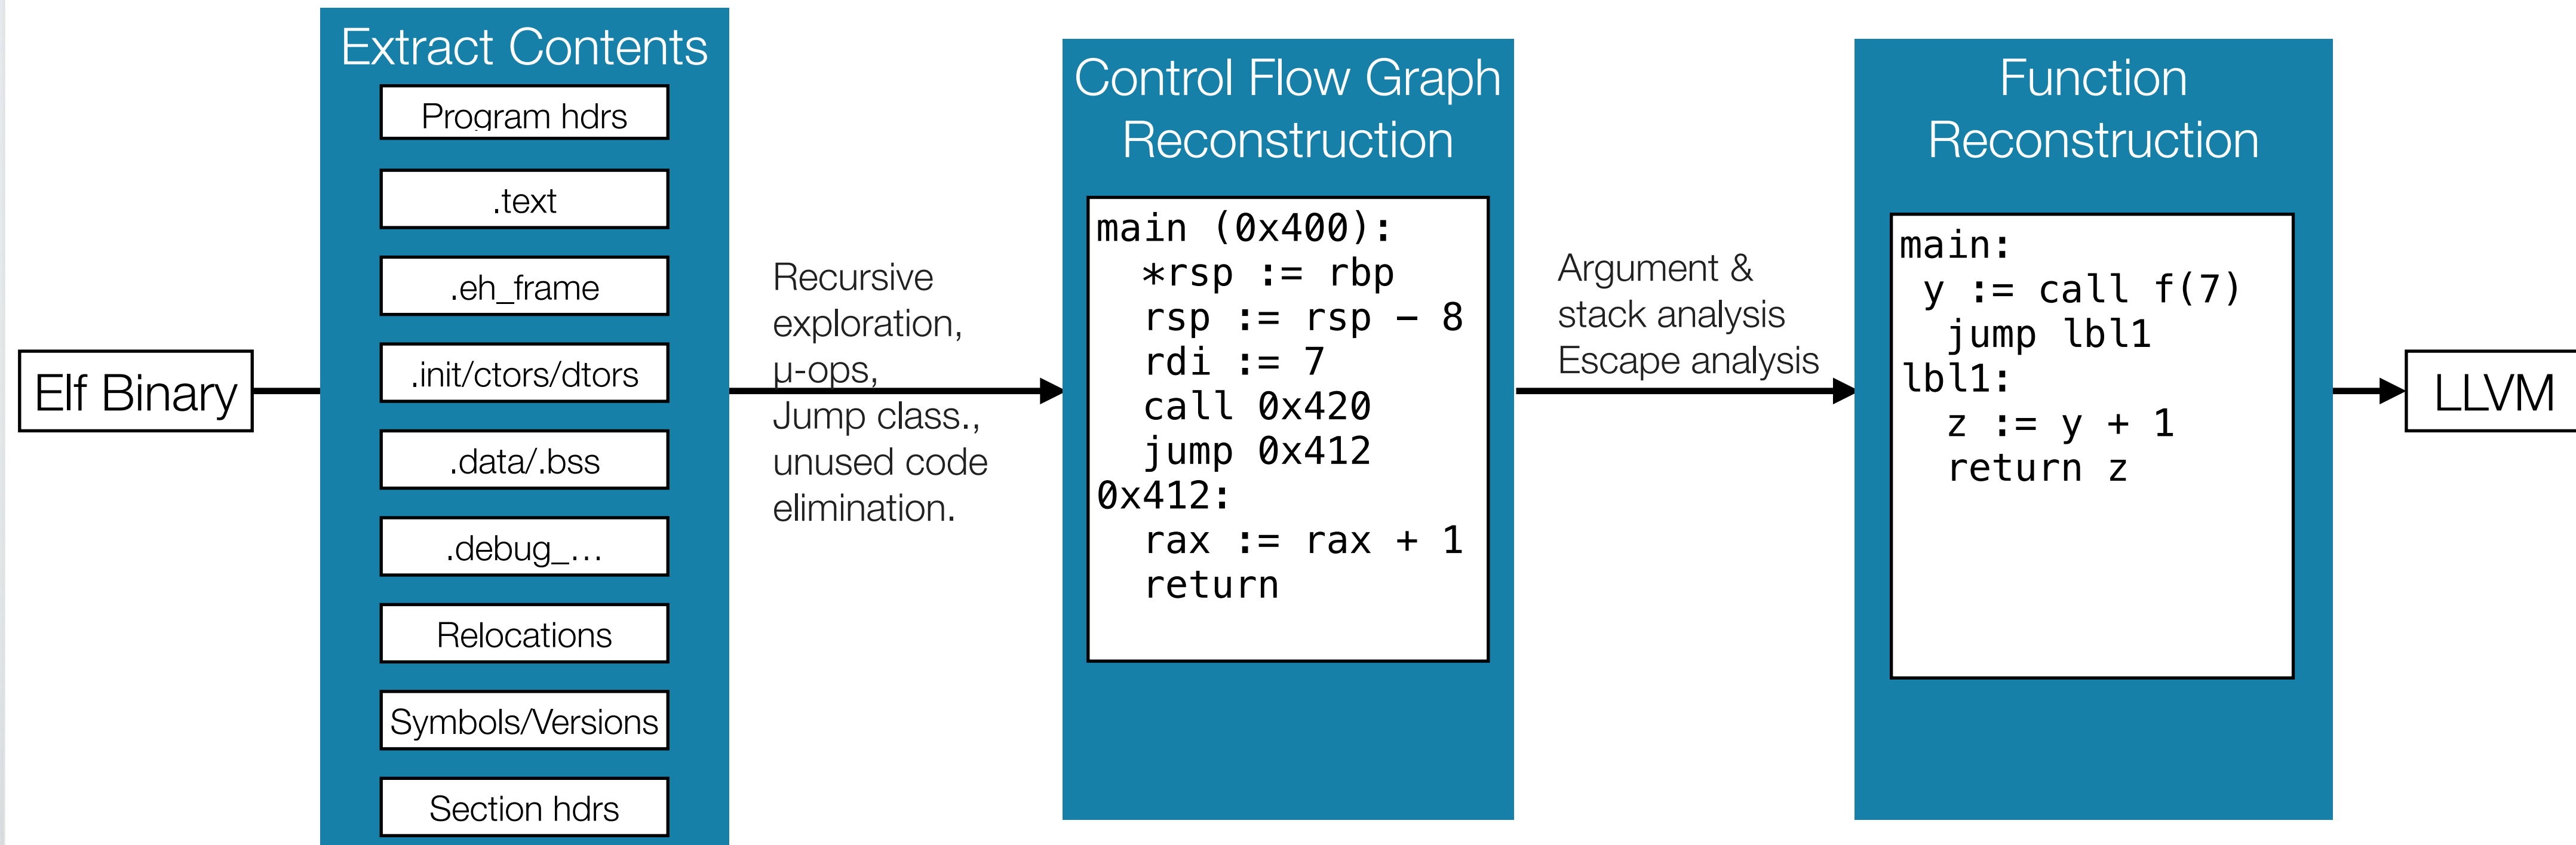 Elf Binary
Extract Contents
Program hdrs
.text
.eh_frame
.init/ctors/dtors
.data/.bss
.debug_...
Relocations
Symbols/Versions
Section hdrs
Recursive
exploration,
µ-ops,
Jump class.,
unused code
elimination.
Control Flow Graph
Reconstruction
main (0x400):
  *rsp := rbp
  rsp := rsp – 8
  rdi := 7
  call 0x420
  jump 0x412
0x412:
  rax := rax + 1
  return
Argument &
stack analysis
Escape analysis
Function
Reconstruction
main:
 y := call f(7)
  jump lbl1
lbl1:
  z := y + 1
  return z
LLVM